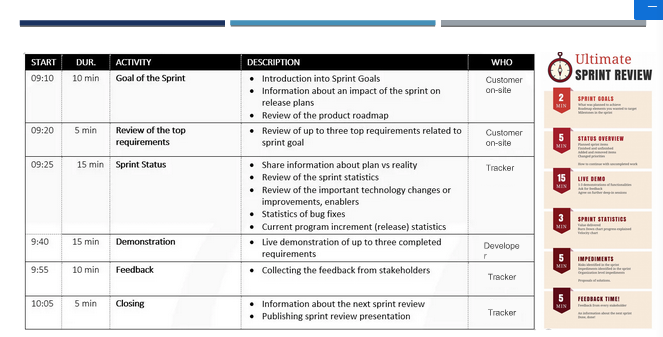 START DUR. ACTIVITY DESCRIPTION WHO
09:10 10 min Goal of the Sprint
Introduction into Sprint Goals
Information about an impact of the sprint on
release plans
Review of the product roadmap
Customer
on-site
09:20 5 min Review of the top
requirements
Review of up to three top requirements related to
sprint goal
Customer
on-site
09:25 15 min Sprint Status
Share information about plan vs reality
Review of the sprint statistics
Review of the important technology changes or
improvements, enablers
Statistics of bug fixes
Current program increment (release) statistics
Tracker
9:40 15 min Demonstration
Live demonstration of up to three completed
requirements
Develope
r
9:55 10 min Feedback
Collecting the feedback from stakeholders
Tracker
10:05 5 min Closing
Information about the next sprint review
Publishing sprint review presentation
Tracker
Ultimate
SPRINT REVIEW
2
MIN
SPRINT GOALS
5
MIN
STATUS OVERVIEW
15
MIN
LIVE DEMO
3
MIN
SPRINT STATISTICS
5
MIN
IMPEDIMENTS
5
MIN
FEEDBACK TIME!